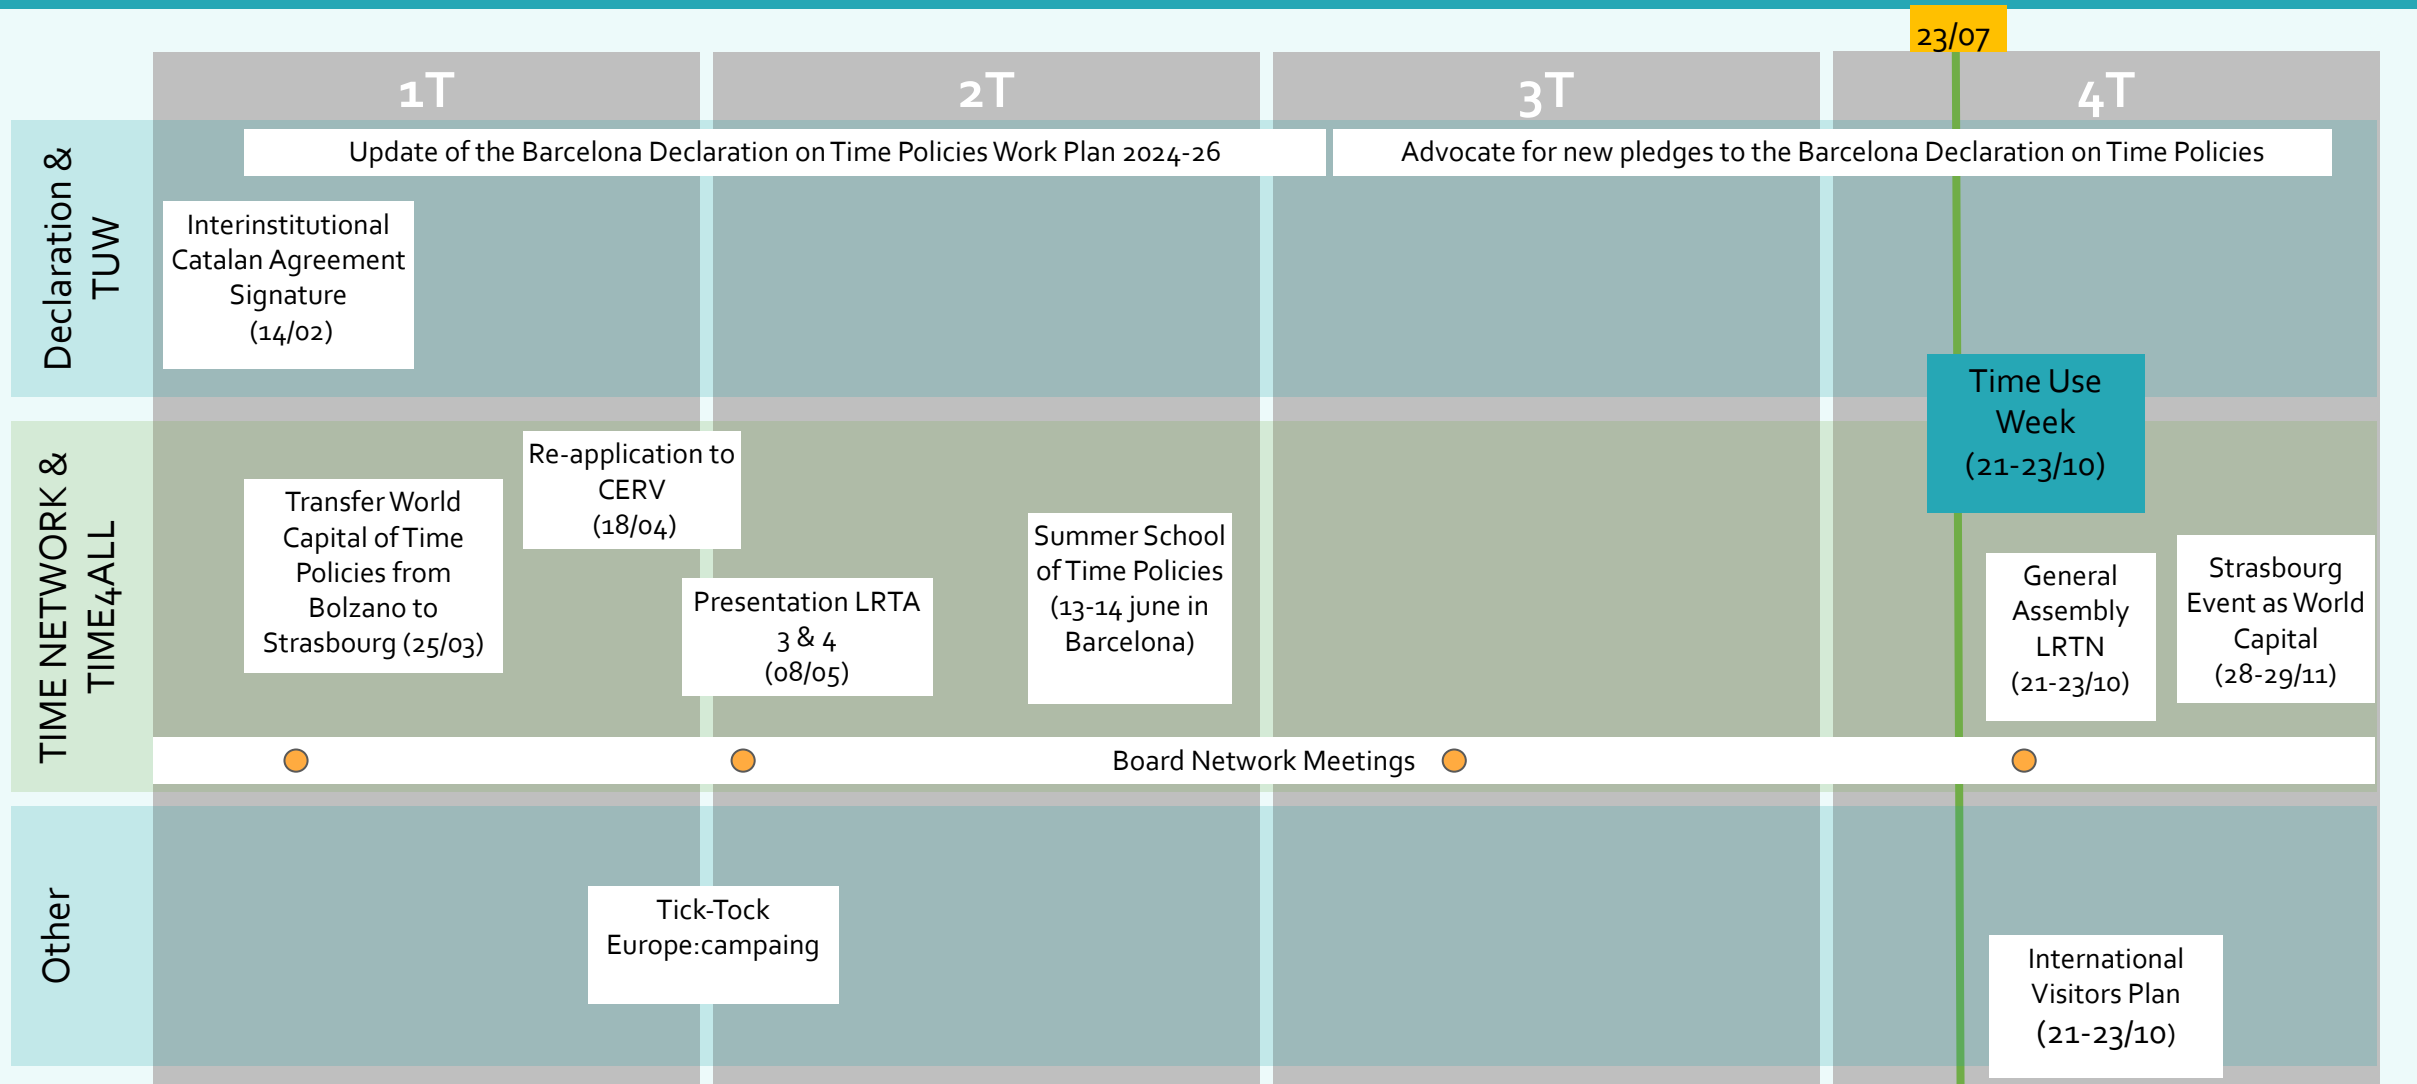 23/07
1T
2T
3T
4T
Declaration &
TUW
Update of the Barcelona Declaration on Time Policies Work Plan 2024-26
Advocate for new pledges to the Barcelona Declaration on Time Policies
Interinstitutional
Catalan Agreement
Signature
(14/02)
Time Use
Week
(21-23/10)
TIME NETWORK &
TIME4ALL
Transfer World
Capital of Time
Policies from
Bolzano to
Strasbourg (25/03)
Re-application to
CERV
(18/04)
Presentation LRTA
3 & 4
(08/05)
Summer School
of Time Policies
(13-14 june in
Barcelona)
General
Assembly
LRTN
(21-23/10)
Strasbourg
Event as World
Capital
(28-29/11)
Board Network Meetings
Other
Tick-Tock
Europe:campaing
International
Visitors Plan
(21-23/10)